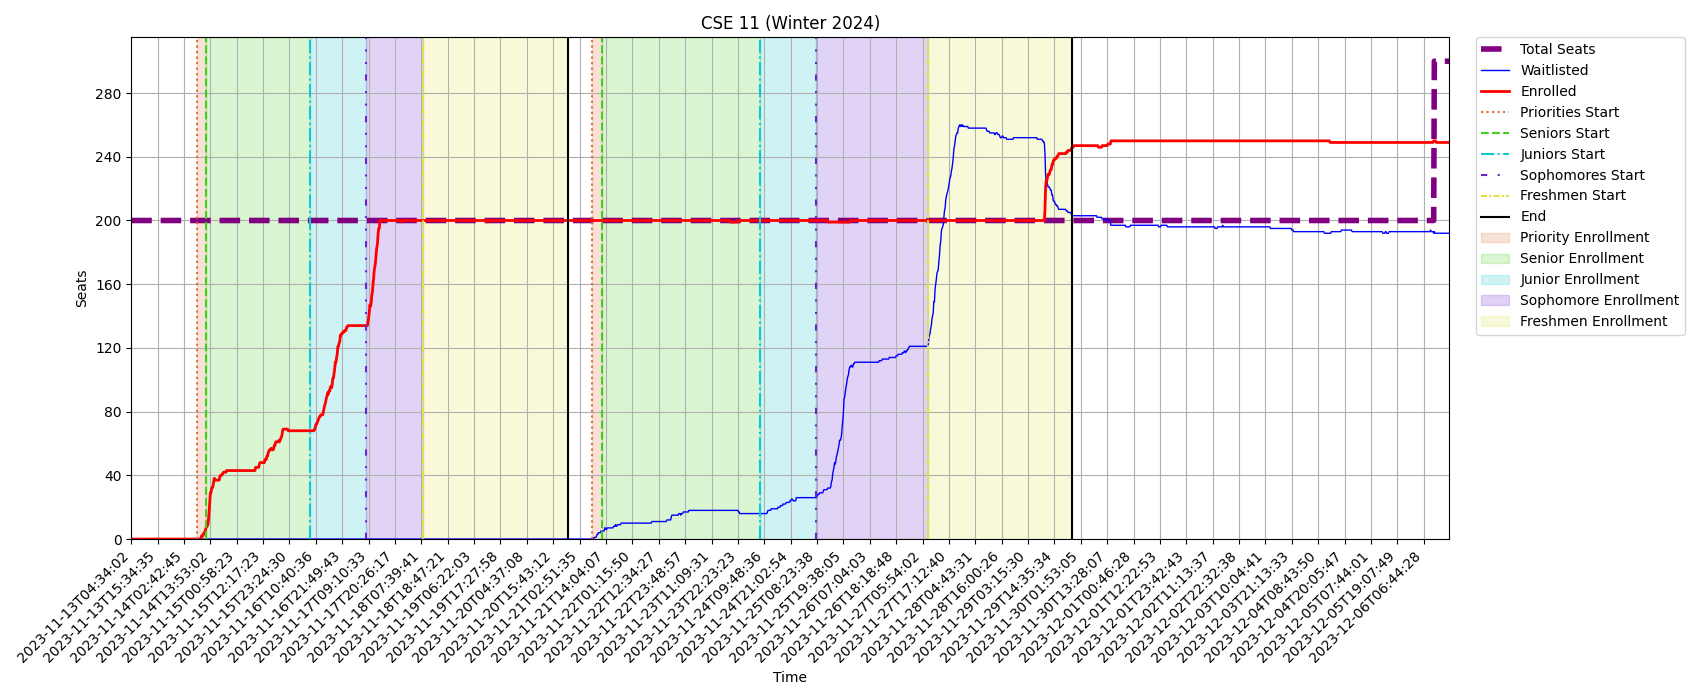 CSE 11 (Winter 2024)
Seats
280
240
200
160
120
80
40
0
2023-11-13T04:34:02
2023-11-13T15:34:35
2023-11-14T02:42:45
2023-11-14T13:53:02
2023-11-15T00:58:23
2023-11-15T12:17:23
2023-11-15T23:24:30
2023-11-16T10:40:36
2023-11-16T21:49:43
2023-11-17T09:10:33
2023-11-17T20:26:17
2023-11-18T07:39:41
2023-11-18T18:47:21
2023-11-19T06:22:03
2023-11-19T17:27:58
2023-11-20T04:37:08
2023-11-20T15:43:12
2023-11-21T02:51:35
2023-11-21T14:04:07
2023-11-22T01:15:50
2023-11-22T12:34:27
2023-11-22T23:48:57
2023-11-23T11:09:31
2023-11-23T22:23:23
2023-11-24T09:48:36
2023-11-24T21:02:54
2023-11-25T08:23:38
2023-11-25T19:38:05
2023-11-26T07:04:03
2023-11-26T18:18:48
2023-11-27T05:54:02
2023-11-27T17:12:40
2023-11-28T04:43:31
2023-11-28T16:00:26
2023-11-29T03:15:30
2023-11-29T14:35:34
2023-11-30T01:53:05
2023-11-30T13:28:07
2023-12-01T00:46:28
2023-12-01T12:22:53
2023-12-01T23:42:43
2023-12-02T11:13:37
2023-12-02T22:32:38
2023-12-03T10:04:41
2023-12-03T21:13:33
2023-12-04T08:43:50
2023-12-04T20:05:47
2023-12-05T07:44:01
2023-12-05T19:07:49
2023-12-06T06:44:28
Time
Total Seats
Waitlisted
Enrolled
Priorities Start
Seniors Start
Juniors Start
Sophomores Start
Freshmen Start
End
Priority Enrollment
Senior Enrollment
Junior Enrollment
Sophomore Enrollment
Freshmen Enrollment